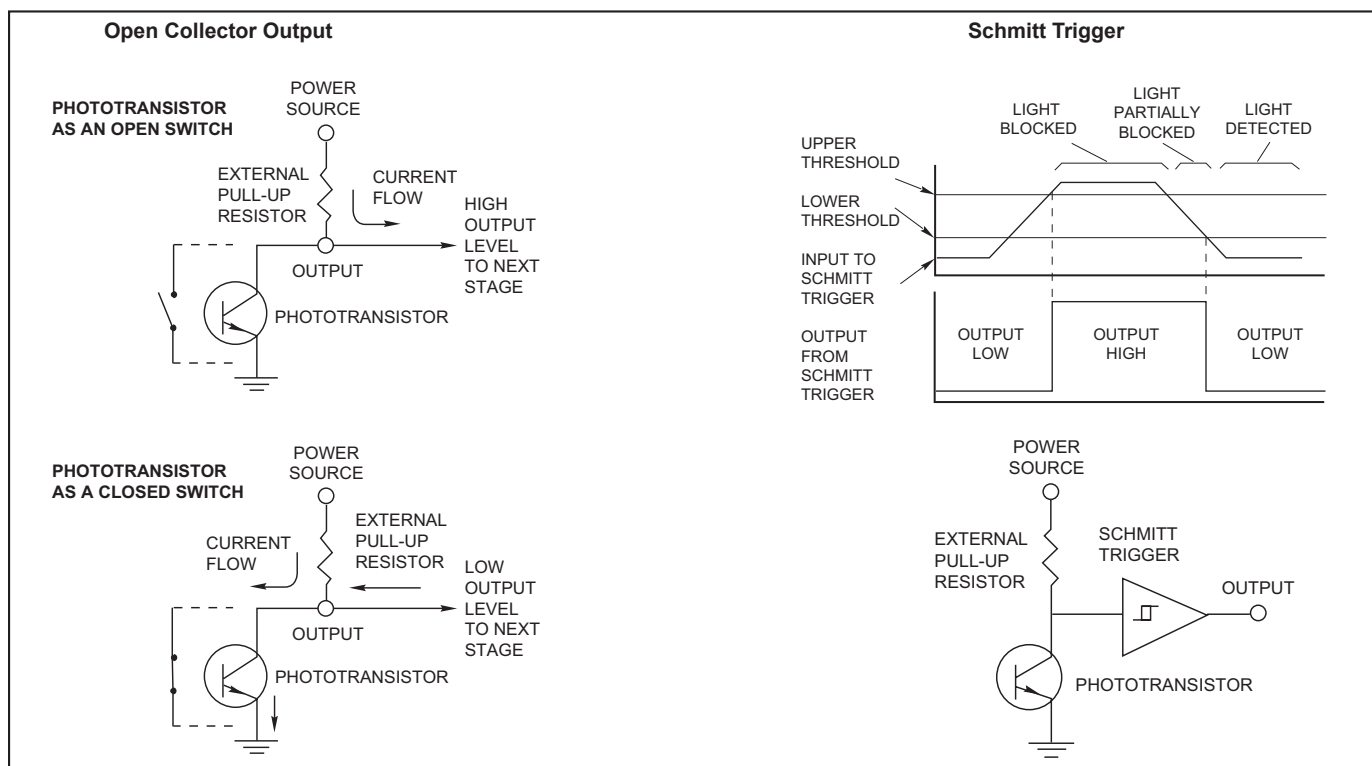 Open Collector Output
PHOTOTRANSISTOR
AS AN OPEN SWITCH
POWER
SOURCE
EXTERNAL
PULL-UP
RESISTOR
CURRENT
FLOW
HIGH
OUTPUT
LEVEL
TO NEXT
STAGE
OUTPUT
PHOTOTRANSISTOR
PHOTOTRANSISTOR
AS A CLOSED SWITCH
POWER
SOURCE
CURRENT
FLOW
EXTERNAL
PULL-UP
RESISTOR
LOW
OUTPUT
LEVEL
TO NEXT
STAGE
OUTPUT
PHOTOTRANSISTOR
Schmitt Trigger
LIGHT
BLOCKED
LIGHT
PARTIALLY
BLOCKED
LIGHT
DETECTED
UPPER
THRESHOLD
LOWER
THRESHOLD
INPUT TO
SCHMITT
TRIGGER
OUTPUT
FROM
SCHMITT
TRIGGER
OUTPUT
LOW
OUTPUT
HIGH
OUTPUT
LOW
POWER
SOURCE
EXTERNAL
PULL-UP
RESISTOR
SCHMITT
TRIGGER
OUTPUT
PHOTOTRANSISTOR